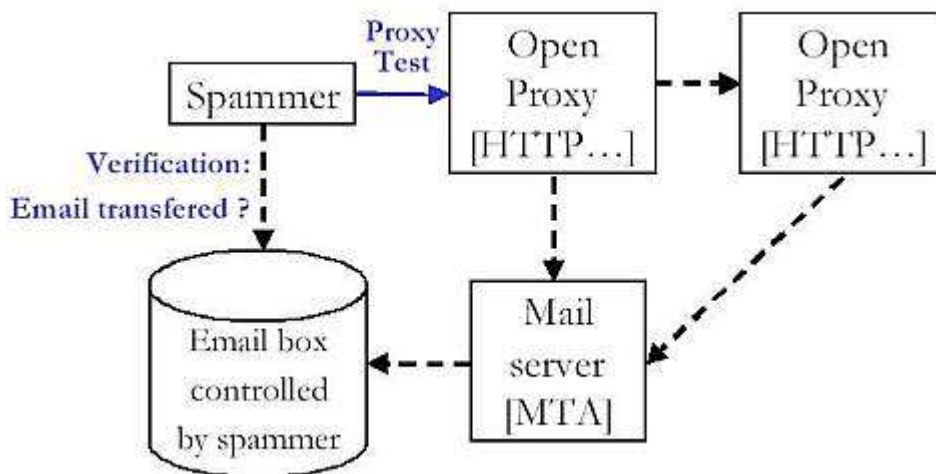 Proxy
Test
Spammer
Open
Proxy
[HTTP…]
Open
Proxy
[HTTP…]
Verification:
Email transfered ?
Email box
controlled
by spammer
Mail
server
[MTA]